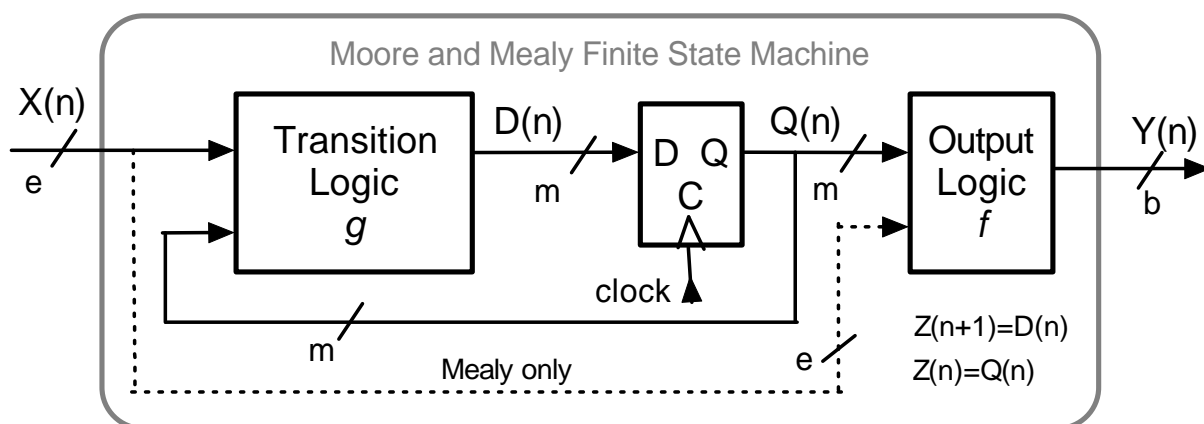 Moore and Mealy Finite State Machine
X(n)
e
Transition
Logic
g
D(n)
m
D Q
C
clock
Q(n)
m
Output
Logic
f
Y(n)
b
m
Mealy only
e
Z(n+1)=D(n)
Z(n)=Q(n)